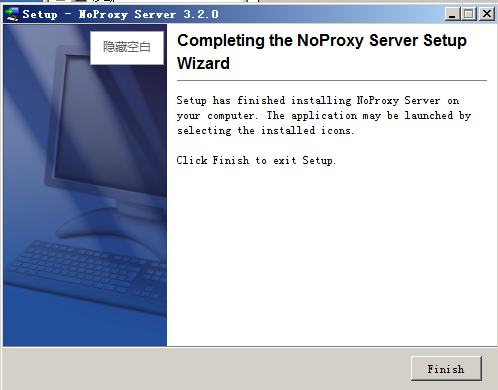 Setup - NoProxy Server 3.2.0
隐藏空白
Completing the NoProxy Server Setup
Wizard
Setup has finished installing NoProxy Server on
your computer. The application may be launched by
selecting the installed icons.
Click Finish to exit Setup.
Finish